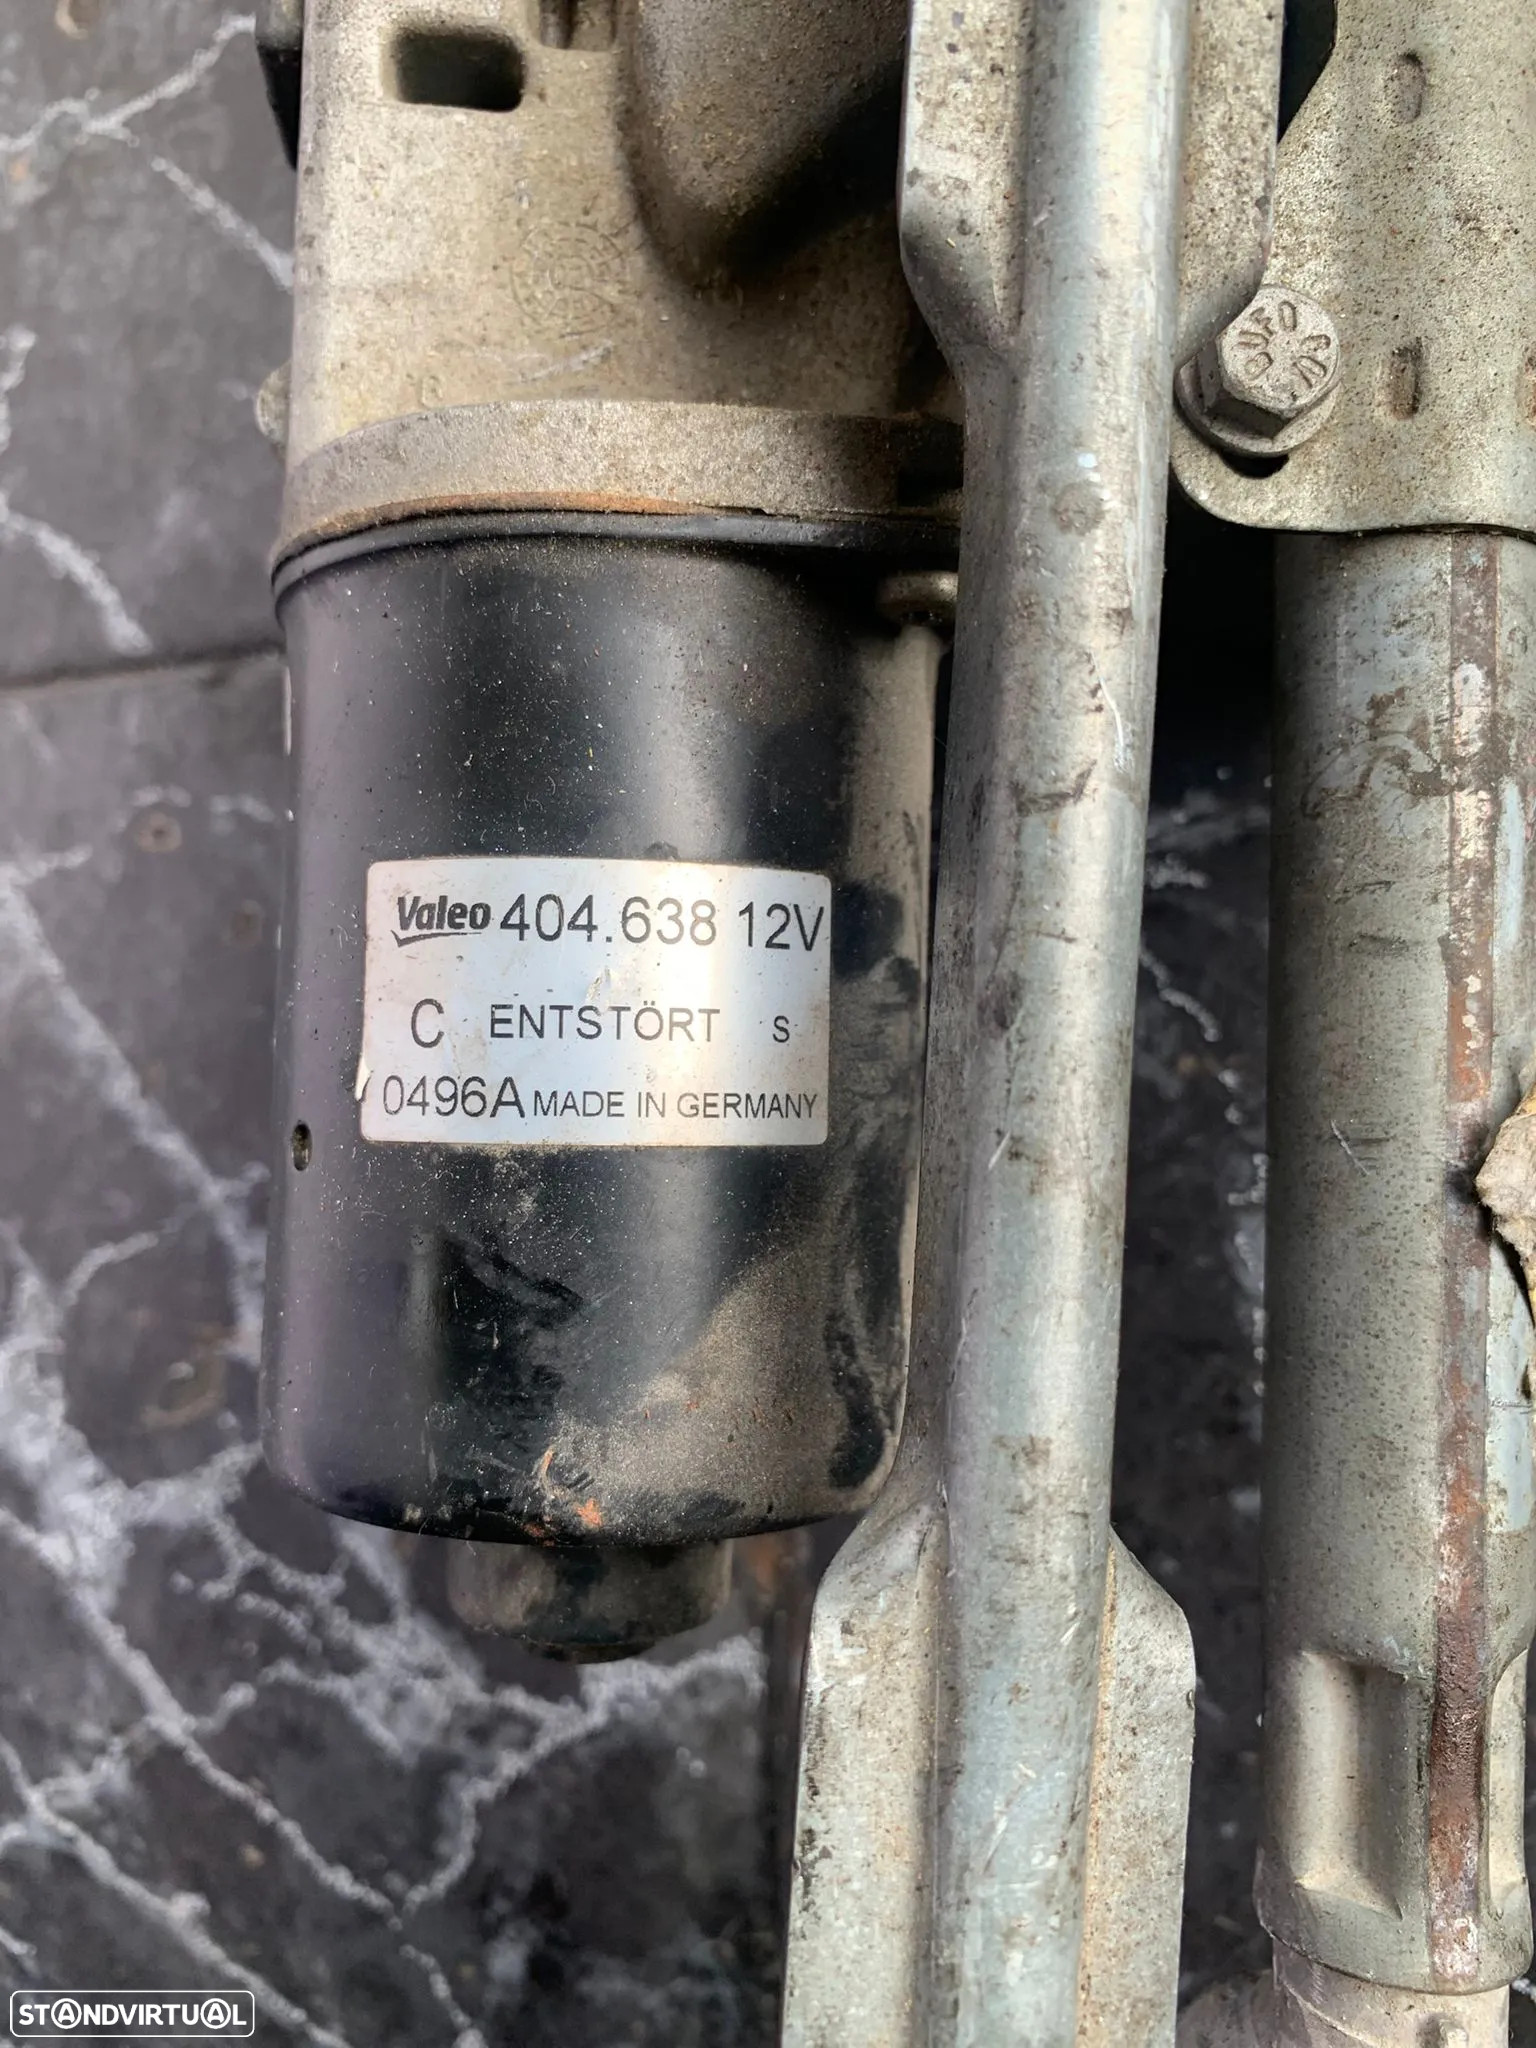 Valeo 404.638 12V
C ENTSTÖRT S
0496A MADE IN GERMANY
STANDVIRTUAL